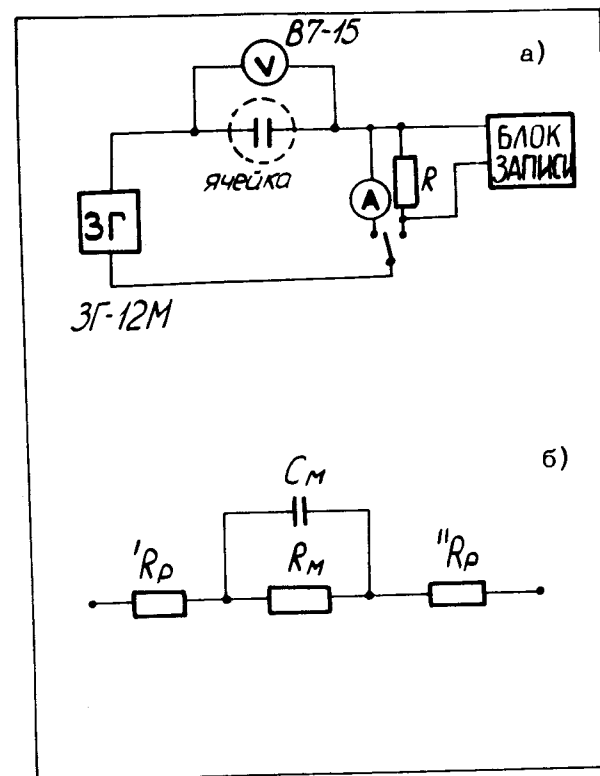 В7-15
а)
V
ячейка
БЛОК
ЗАПИСИ
R
А
ЗГ
ЗГ-12М
б)
Cм
'Rр
Rм
"Rр